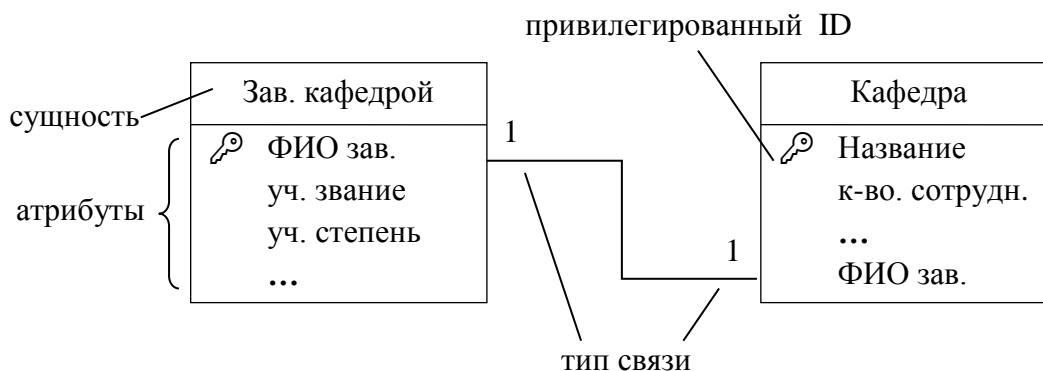 привилегированный ID
Зав. кафедрой
Кафедра
сущность
1
ФИО зав.
Название
уч. звание
к-во. сотрудн.
атрибуты
уч. степень
...
1
...
ФИО зав.
тип связи